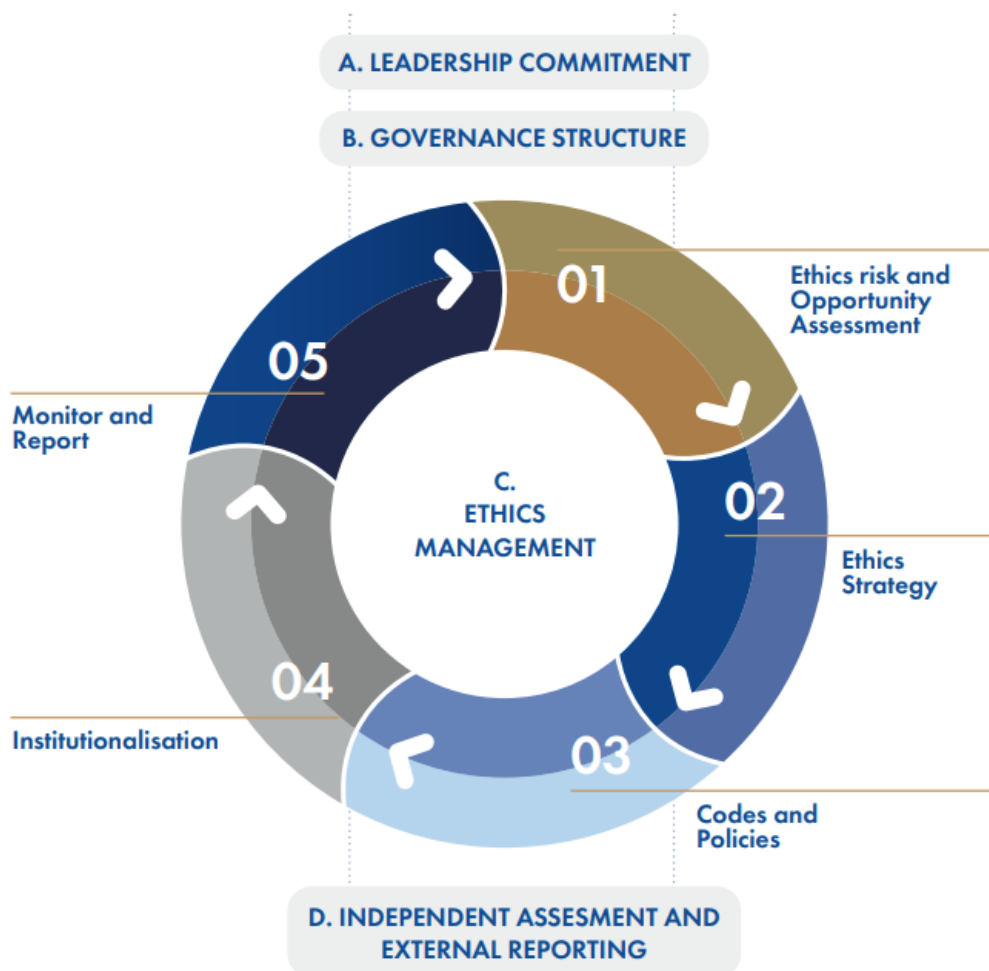 A. LEADERSHIP COMMITMENT
B. GOVERNANCE STRUCTURE
01
Ethics risk and
Opportunity
Assessment
02
Ethics
Strategy
03
Codes and
Policies
04
Institutionalisation
05
Monitor and
Report
C.
ETHICS
MANAGEMENT
D. INDEPENDENT ASSESMENT AND
EXTERNAL REPORTING